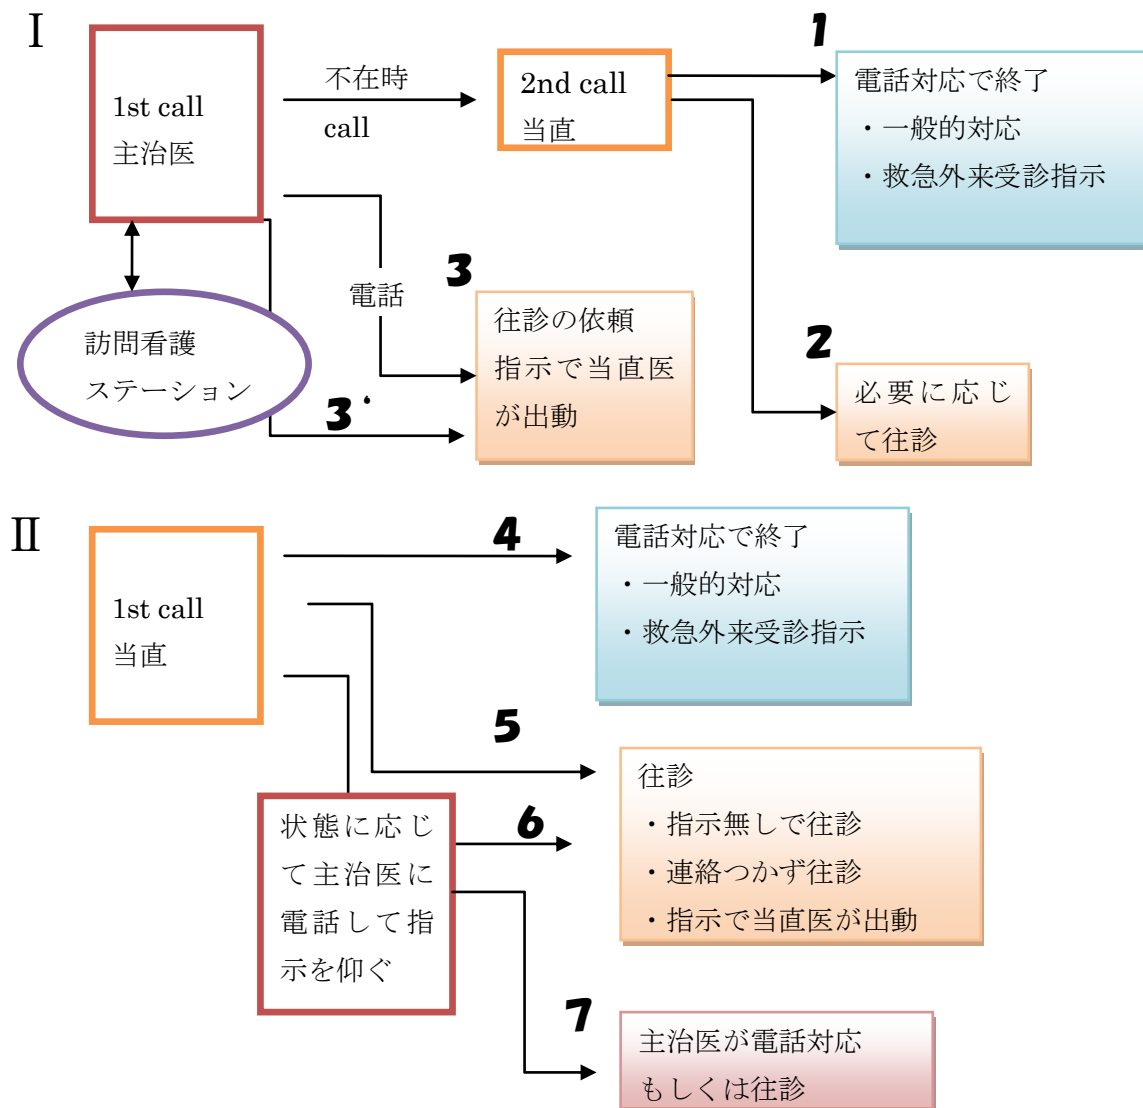 Ⅰ
1st call
主治医
不在時
call
2nd call
当直
1
電話対応で終了
・一般的対応
・救急外来受診指示
訪問看護
ステーション
電話
3
3‘
往診の依頼
指示で当直医
が出動
2
必要に応じ
て往診
Ⅱ
1st call
当直
4
電話対応で終了
・一般的対応
・救急外来受診指示
5
往診
・指示無しで往診
・連絡つかず往診
・指示で当直医が出動
状態に応じ
て主治医に
電話して指
示を仰ぐ
6
7
主治医が電話対応
もしくは往診